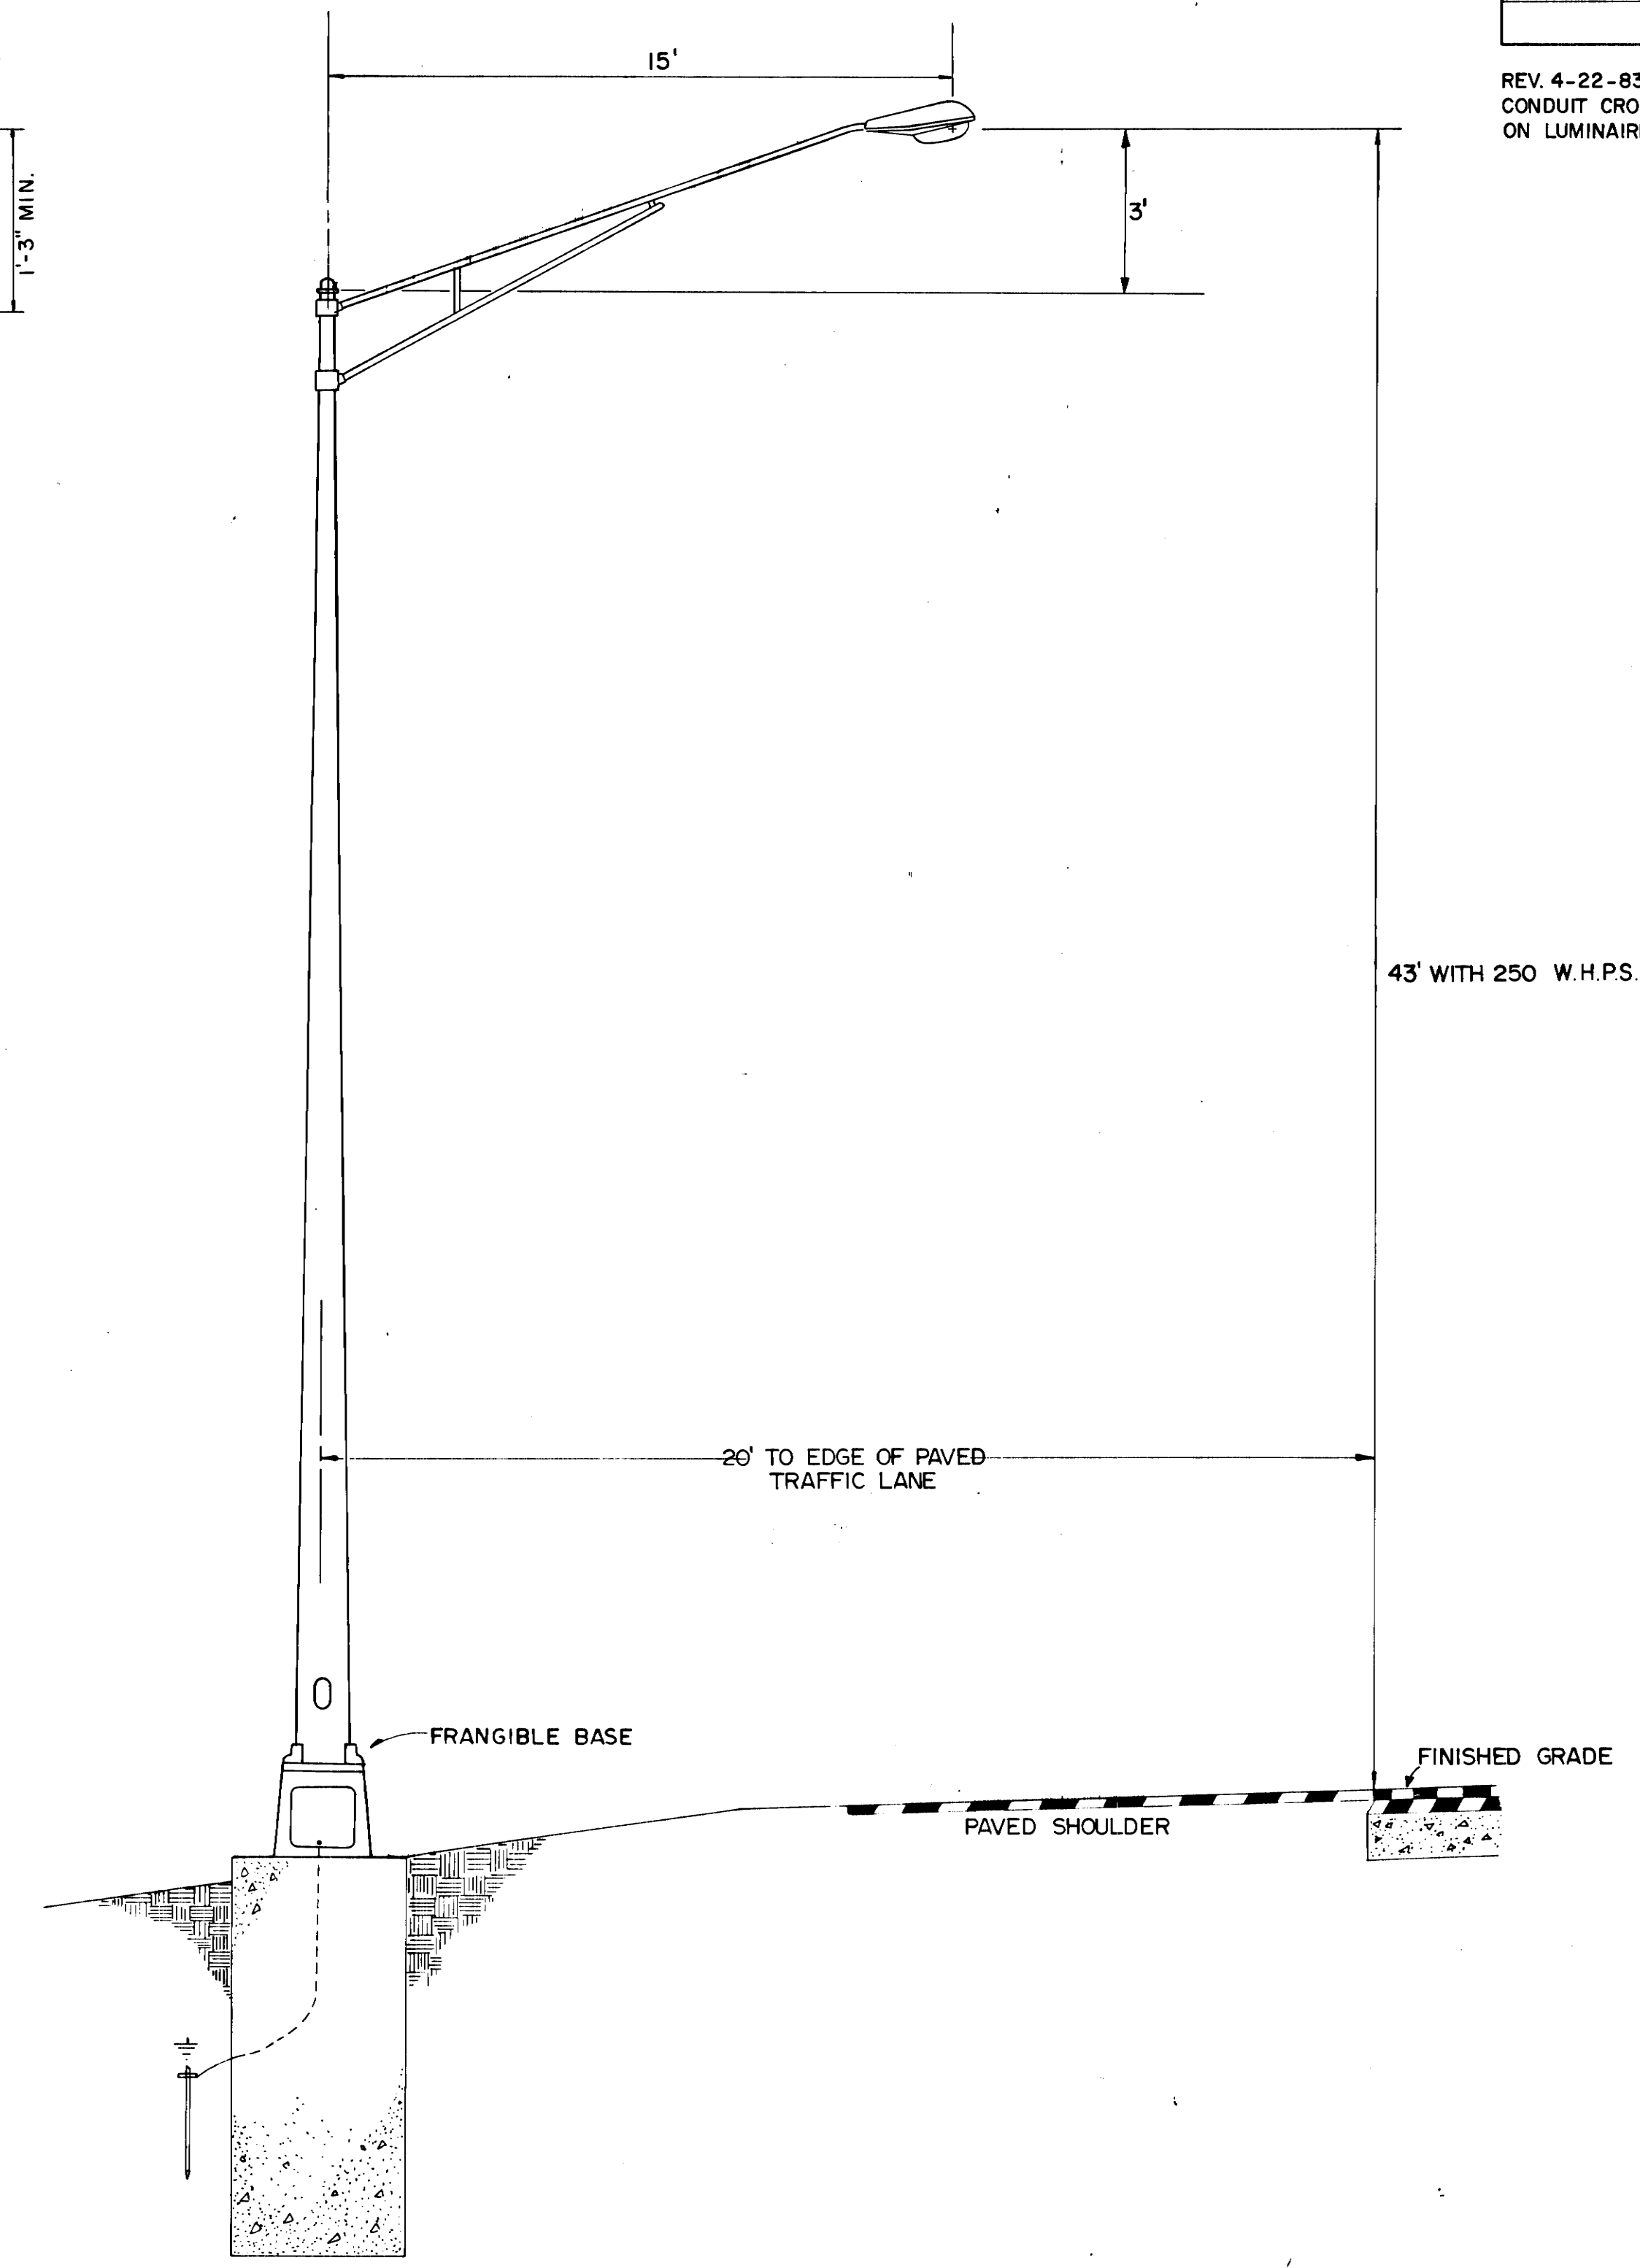 15'
REV. 4-22-83
CONDUIT CRO
ON LUMINAIR
1'-3" MIN.
3'
43' WITH 250 W.H.P.S.
20' TO EDGE OF PAVED
TRAFFIC LANE
FRANGIBLE BASE
FINISHED GRADE
PAVED SHOULDER